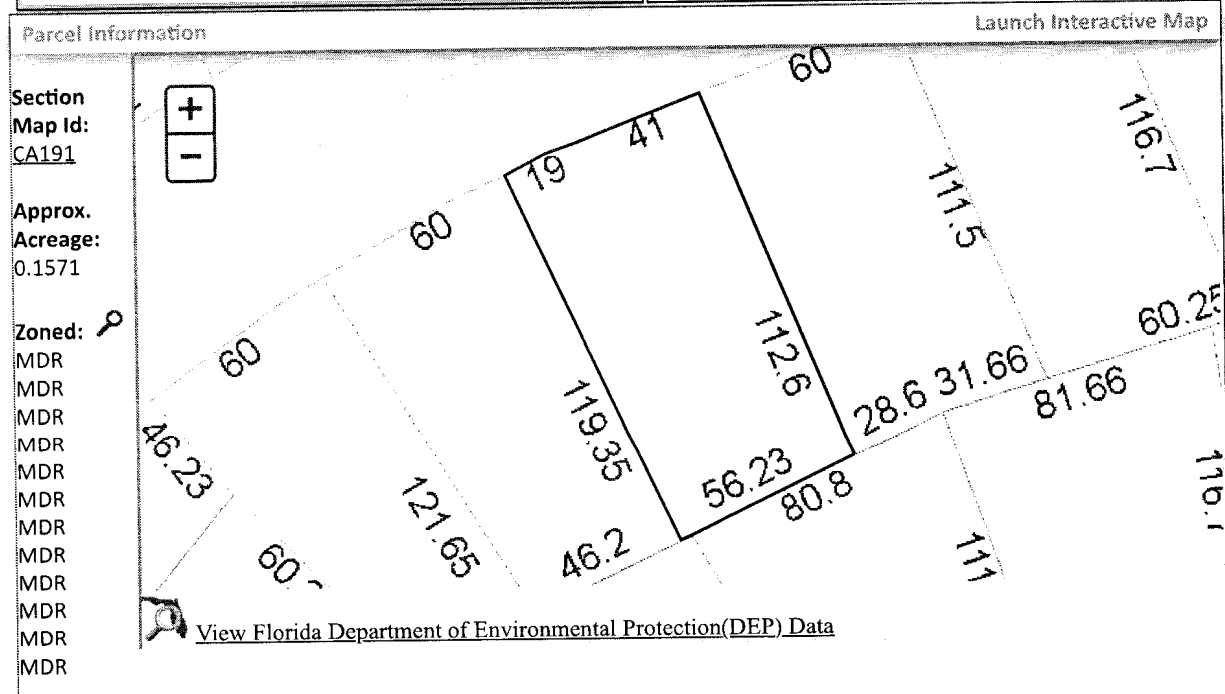 Parcel Information
Launch Interactive Map
Section
Map Id:
CA191
Approx.
Acreage:
0.1571
Zoned:
MDR
MDR
MDR
MDR
MDR
MDR
MDR
MDR
MDR
MDR
MDR
MDR
+
−
60
41
19
60
60
116.7
111.5
112.6
119.35
121.65
46.23
60.25
28.6
31.66
81.66
56.23
80.8
46.2
60
111
View Florida Department of Environmental Protection(DEP) Data